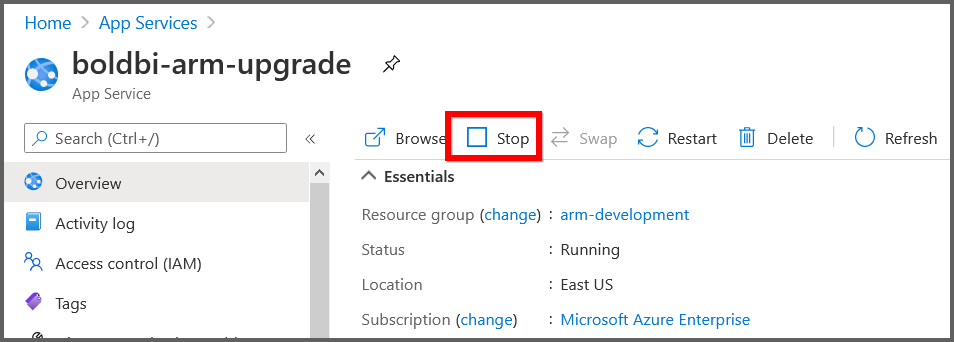 Home > App Services >
boldbi-arm-upgrade
App Service
Search (Ctrl+/) «
Overview
Activity log
Access control (IAM)
Tags
Browse Stop Swap Restart Delete Refresh
Essentials
Resource group (change) : arm-development
Status : Running
Location : East US
Subscription (change) : Microsoft Azure Enterprise